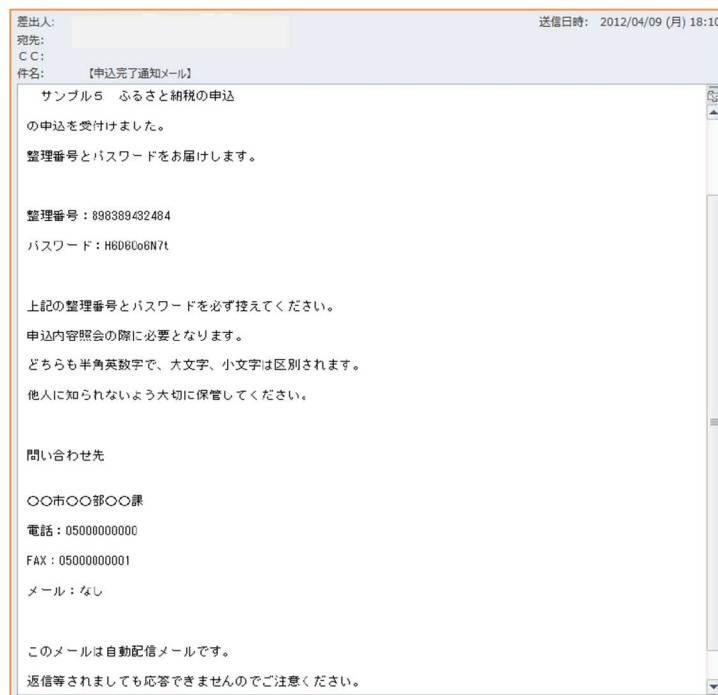 差出人: 送信日時: 2012/04/09 (月) 18:10
宛先:
CC:
件名: 【申込完了通知メール】
サンプル5 ふるさと納税の申込
の申込を受付けました。
整理番号とパスワードをお届けします。
整理番号:898389432484
パスワード:H6D6Oo6N7t
上記の整理番号とパスワードを必ず控えてください。
申込内容照会の際に必要となります。
どちらも半角英数字で、大文字、小文字は区別されます。
他人に知られないよう大切に保管してください。
問い合わせ先
〇〇市〇〇部〇〇課
電話:05000000000
FAX:05000000001
メール:なし
このメールは自動配信メールです。
返信等されましても応答できませんのでご注意ください。